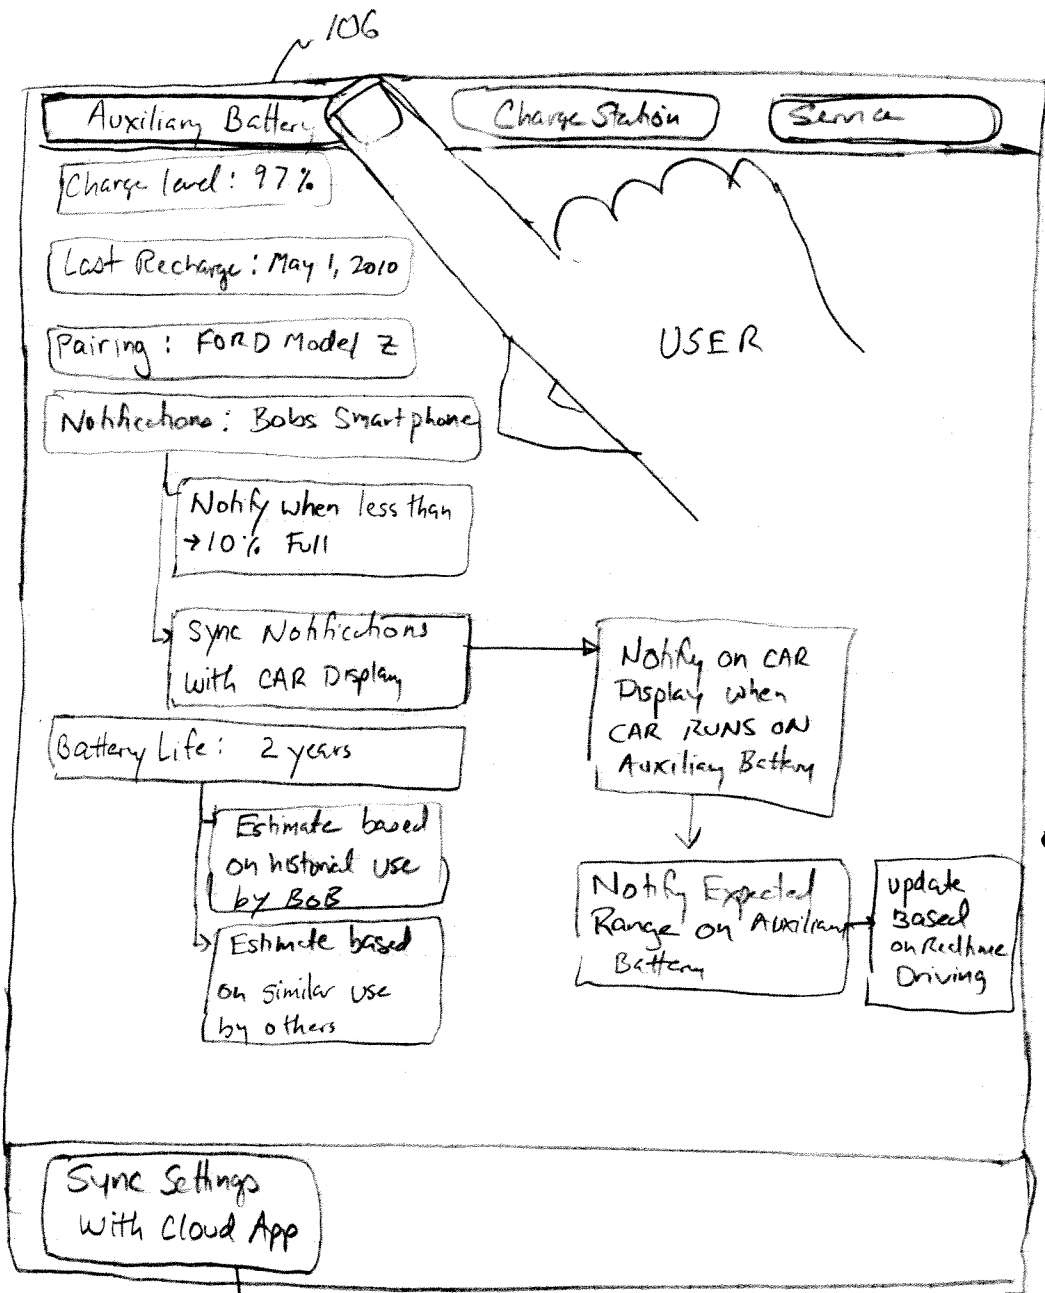 106
Auxiliary Battery
Charge Station
Service
Charge level: 97%
Last Recharge: May 1, 2010
Pairing: FORD Model Z
USER
Notifications: Bobs Smartphone
Notify when less than
→10% Full
Sync Notifications
with CAR Display
Notify on CAR
Display when
CAR RUNS ON
Auxiliary Battery
Battery Life: 2 years
Estimate based
on historial use
by BoB
Estimate based
on similar use
by others
Notify Expected
Range on Auxiliary
Battery
update
Based
on Realtime
Driving
Sync Settings
With Cloud App